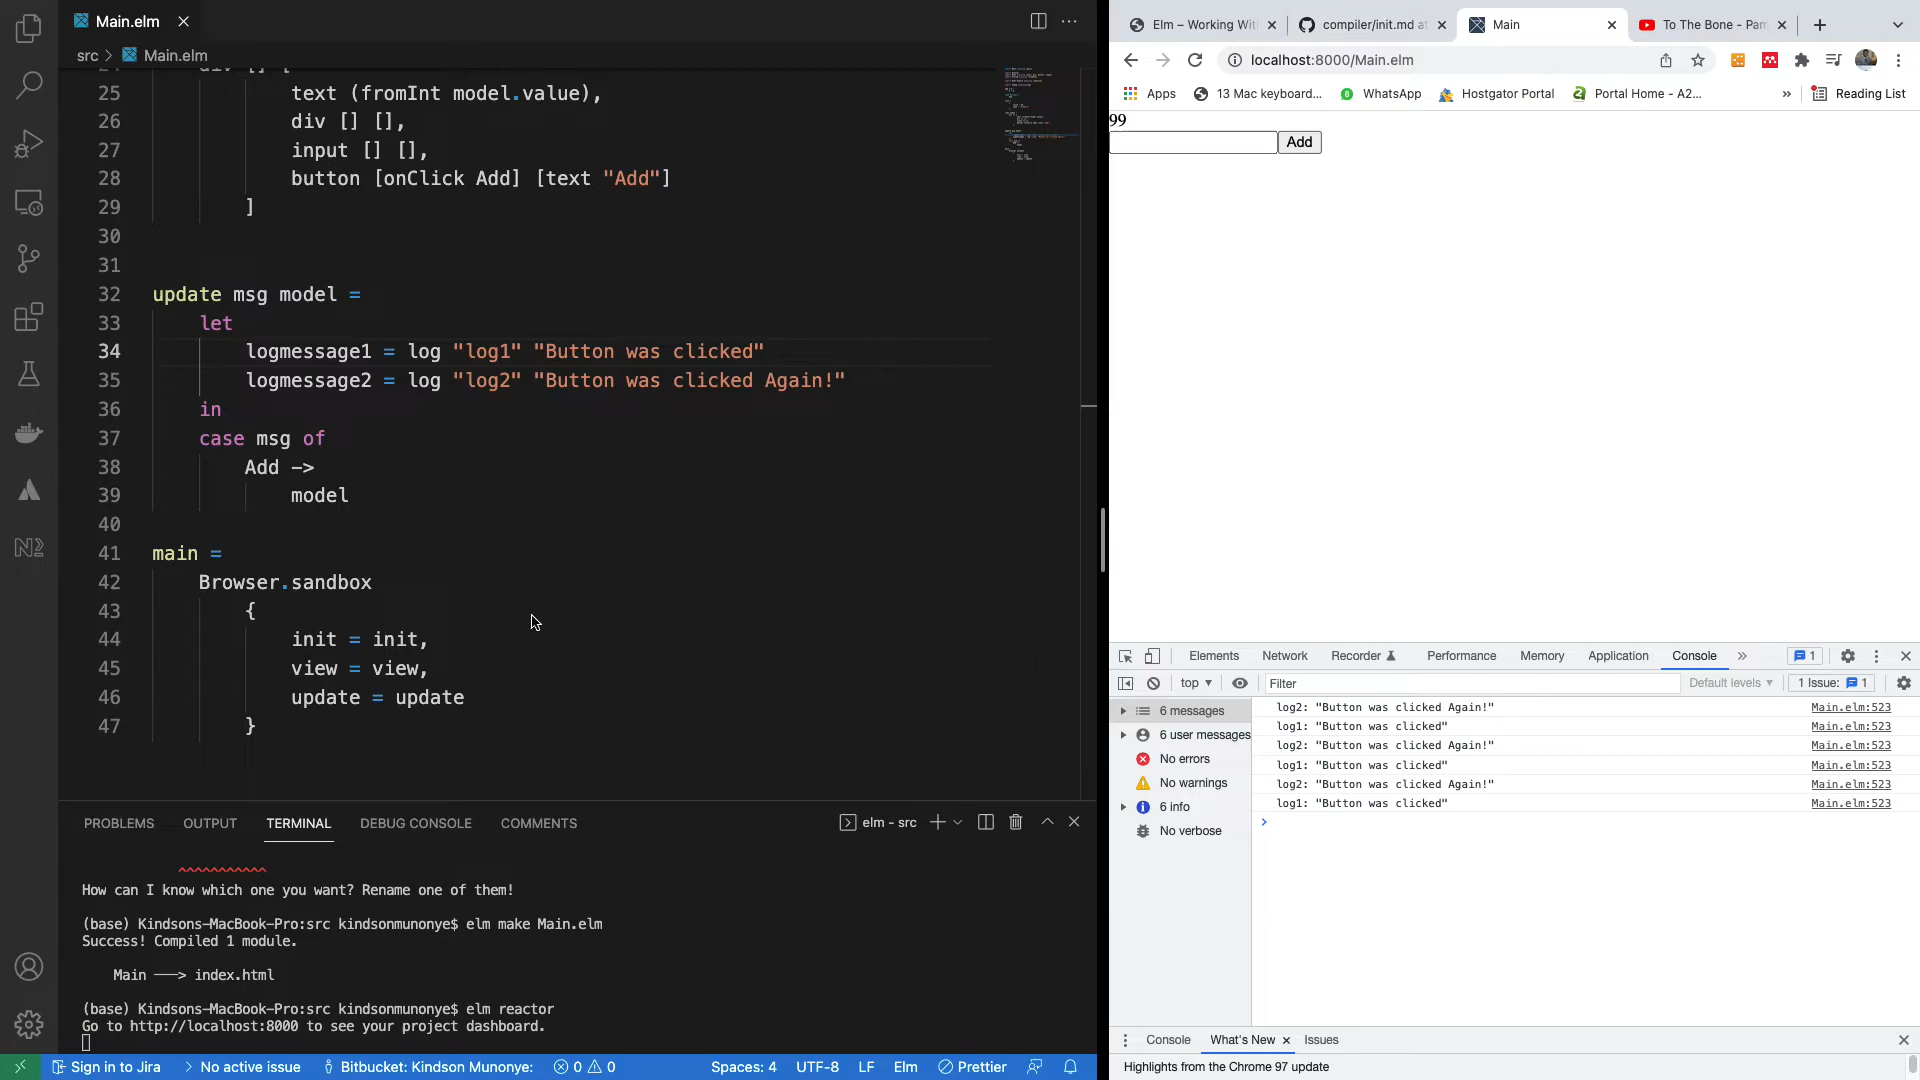 Main.elm
src > Main.elm
24 div [] [
25 text (fromInt model.value),
26 div [] [],
27 input [] [],
28 button [onClick Add] [text "Add"]
29 ]
30
31
32 update msg model =
33 let
34 logmessage1 = log "log1" "Button was clicked"
35 logmessage2 = log "log2" "Button was clicked Again!"
36 in
37 case msg of
38 Add ->
39 model
40
41 main =
42 Browser.sandbox
43 {
44 init = init,
45 view = view,
46 update = update
47 }
PROBLEMS OUTPUT TERMINAL DEBUG CONSOLE COMMENTS
elm - src
How can I know which one you want? Rename one of them!
(base) Kindsons-MacBook-Pro:src kindsonmunonye$ elm make Main.elm
Success! Compiled 1 module.
Main ───> index.html
(base) Kindsons-MacBook-Pro:src kindsonmunonye$ elm reactor
Go to http://localhost:8000 to see your project dashboard.
Sign in to Jira No active issue Bitbucket: Kindson Munonye: 0 0 Spaces: 4 UTF-8 LF Elm Prettier
Elm – Working Wit compiler/init.md at Main To The Bone - Pam
localhost:8000/Main.elm
Apps 13 Mac keyboard... WhatsApp Hostgator Portal Portal Home - A2... » Reading List
99
Add
Elements Network Recorder Performance Memory Application Console » 1
top Filter Default levels 1 Issue: 1
6 messages
6 user messages
No errors
No warnings
6 info
No verbose
log2: "Button was clicked Again!" Main.elm:523
log1: "Button was clicked" Main.elm:523
log2: "Button was clicked Again!" Main.elm:523
log1: "Button was clicked" Main.elm:523
log2: "Button was clicked Again!" Main.elm:523
log1: "Button was clicked" Main.elm:523
Console What's New Issues
Highlights from the Chrome 97 update